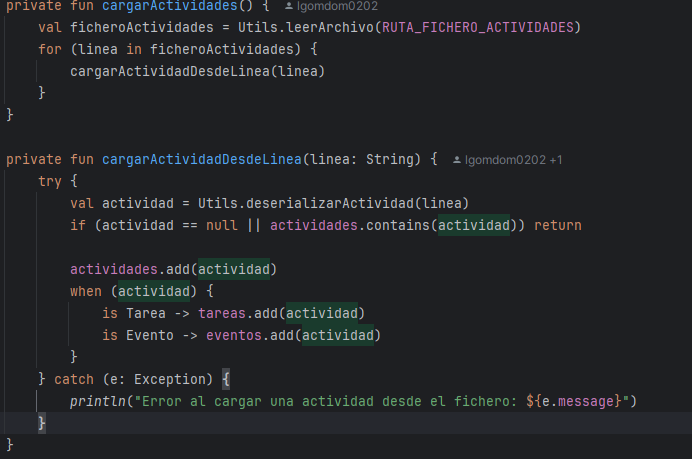 private fun cargarActividades() { lgomdom0202
val ficheroActividades = Utils.leerArchivo(RUTA_FICHERO_ACTIVIDADES)
for (linea in ficheroActividades) {
cargarActividadDesdeLinea(linea)
}
}
private fun cargarActividadDesdeLinea(linea: String) { lgomdom0202 +1
try {
val actividad = Utils.deserializarActividad(linea)
if (actividad == null || actividades.contains(actividad)) return
actividades.add(actividad)
when (actividad) {
is Tarea -> tareas.add(actividad)
is Evento -> eventos.add(actividad)
}
} catch (e: Exception) {
println("Error al cargar una actividad desde el fichero: ${e.message}")
}
}